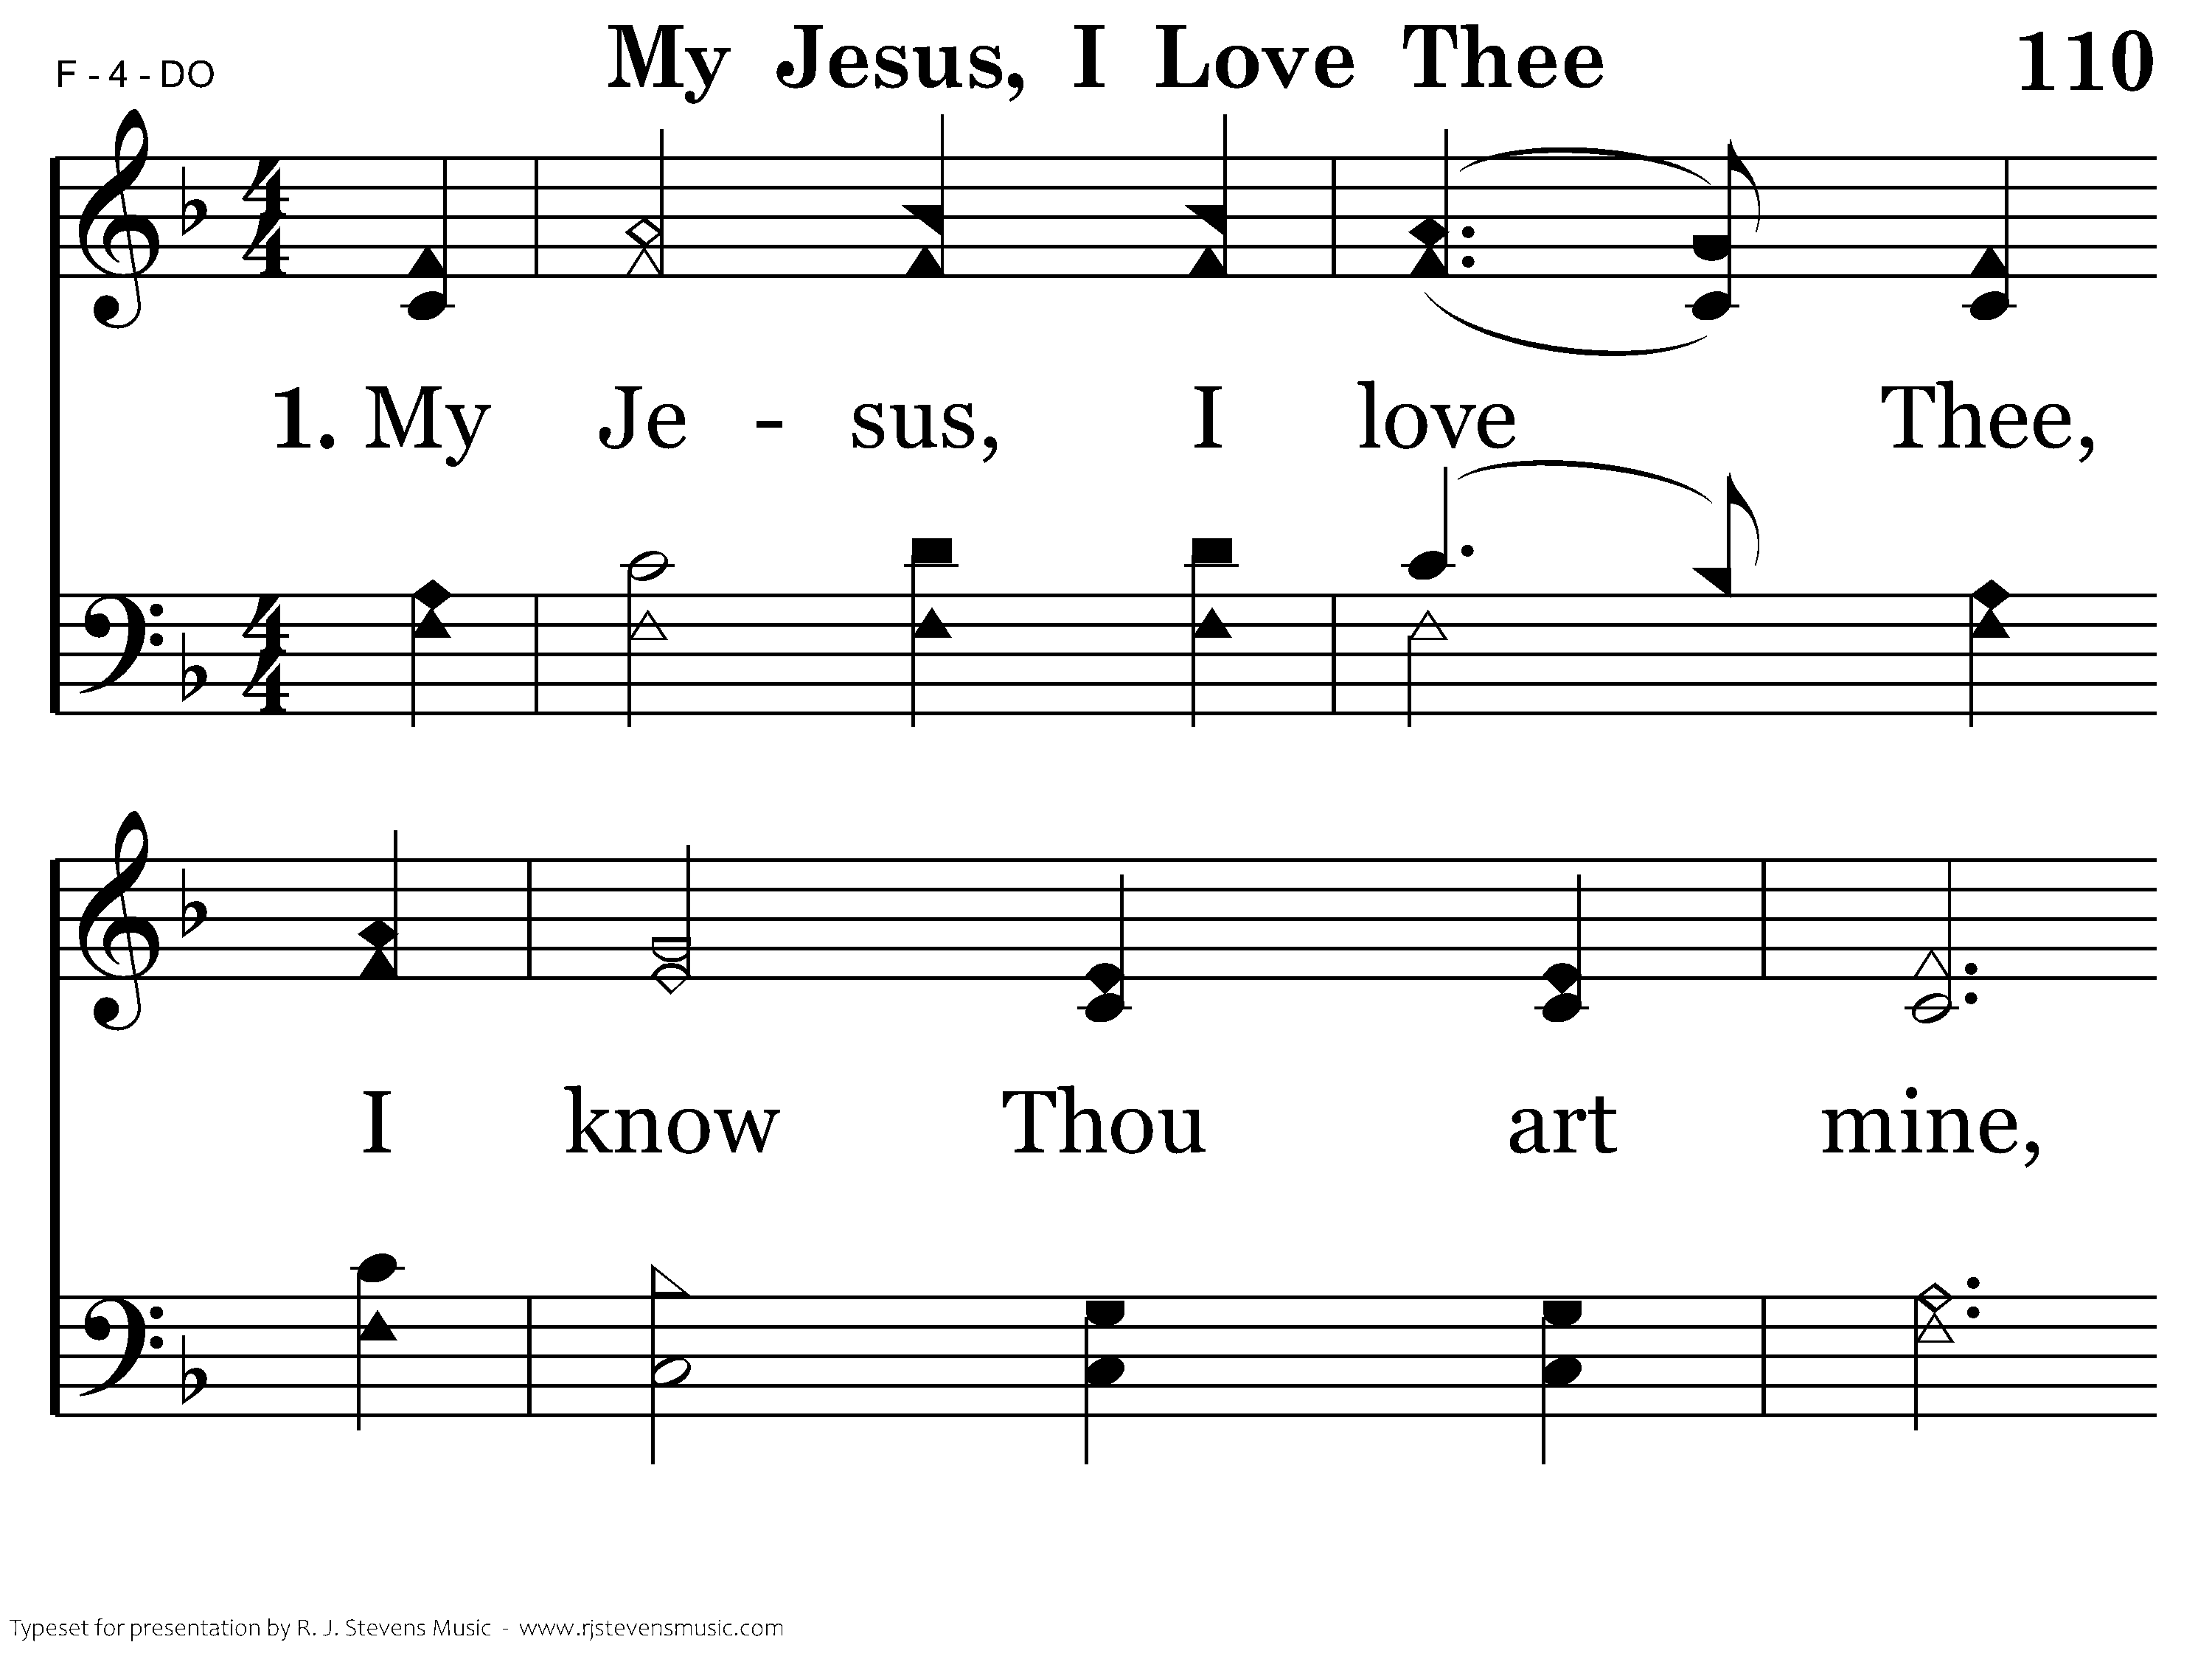 My Jesus, I Love Thee
F - 4 - DO
110
1. My Je - sus, I love Thee,
I know Thou art mine,
Typeset for presentation by R. J. Stevens Music - www.rjstevensmusic.com